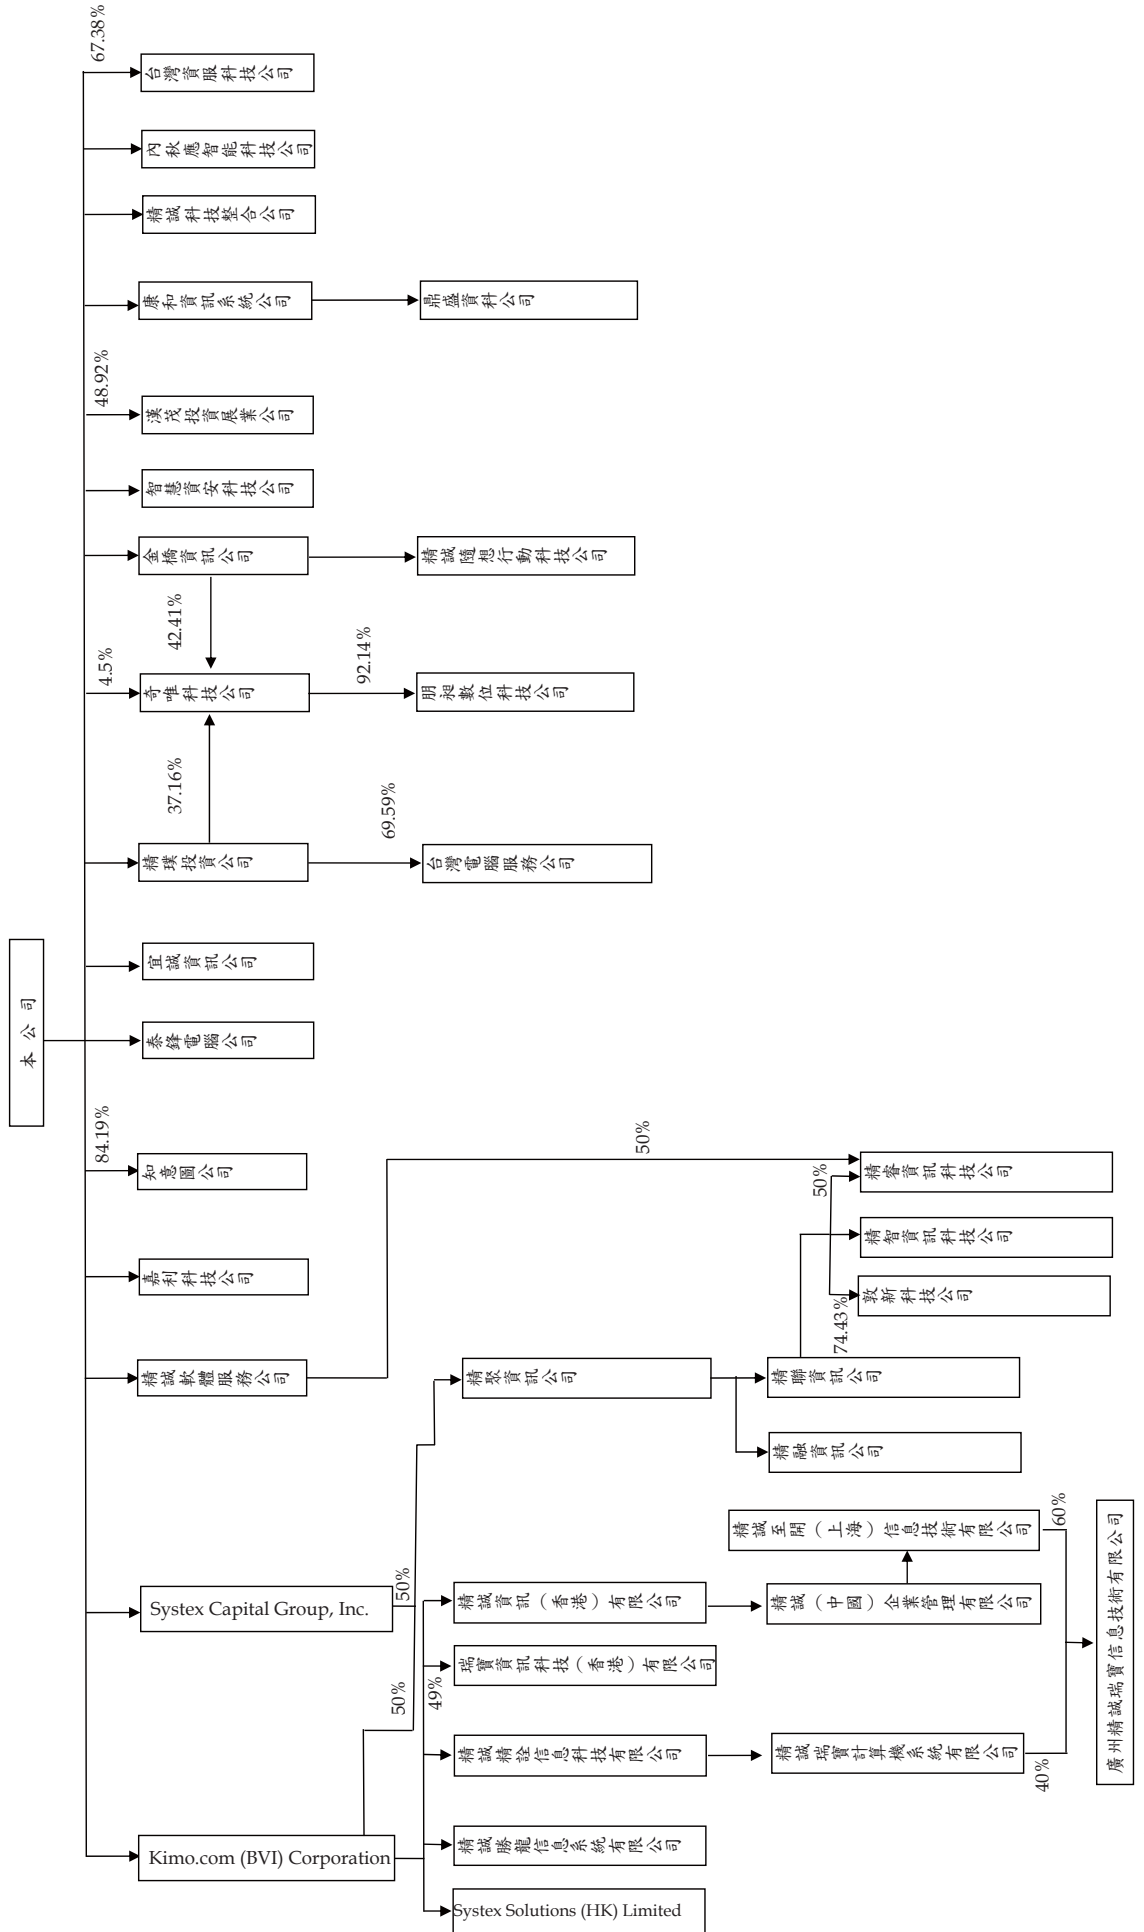 本公司
67.38%
台灣資服科技公司
內秋應智能科技公司
精誠科技整合公司
康和資訊系統公司
鼎盛資科公司
48.92%
漢茂投資展業公司
智慧資安科技公司
金橋資訊公司
精誠隨想行動科技公司
42.41%
4.5%
奇唯科技公司
92.14%
朋昶數位科技公司
37.16%
精璞投資公司
69.59%
台灣電腦服務公司
宜誠資訊公司
泰鋒電腦公司
84.19%
知意圖公司
嘉利科技公司
精誠軟體服務公司
50%
50%
精睿資訊科技公司
精智資訊科技公司
敦新科技公司
74.43%
精聚資訊公司
精聯資訊公司
精融資訊公司
Systex Capital Group, Inc.
50%
50%
49%
精誠資訊（香港）有限公司
瑞寶資訊科技（香港）有限公司
精誠精詮信息科技有限公司
精誠勝龍信息系統有限公司
Systex Solutions (HK) Limited
Kimo.com (BVI) Corporation
精誠至開（上海）信息技術有限公司
精誠（中國）企業管理有限公司
精誠瑞寶計算機系統有限公司
60%
40%
廣州精誠瑞寶信息技術有限公司